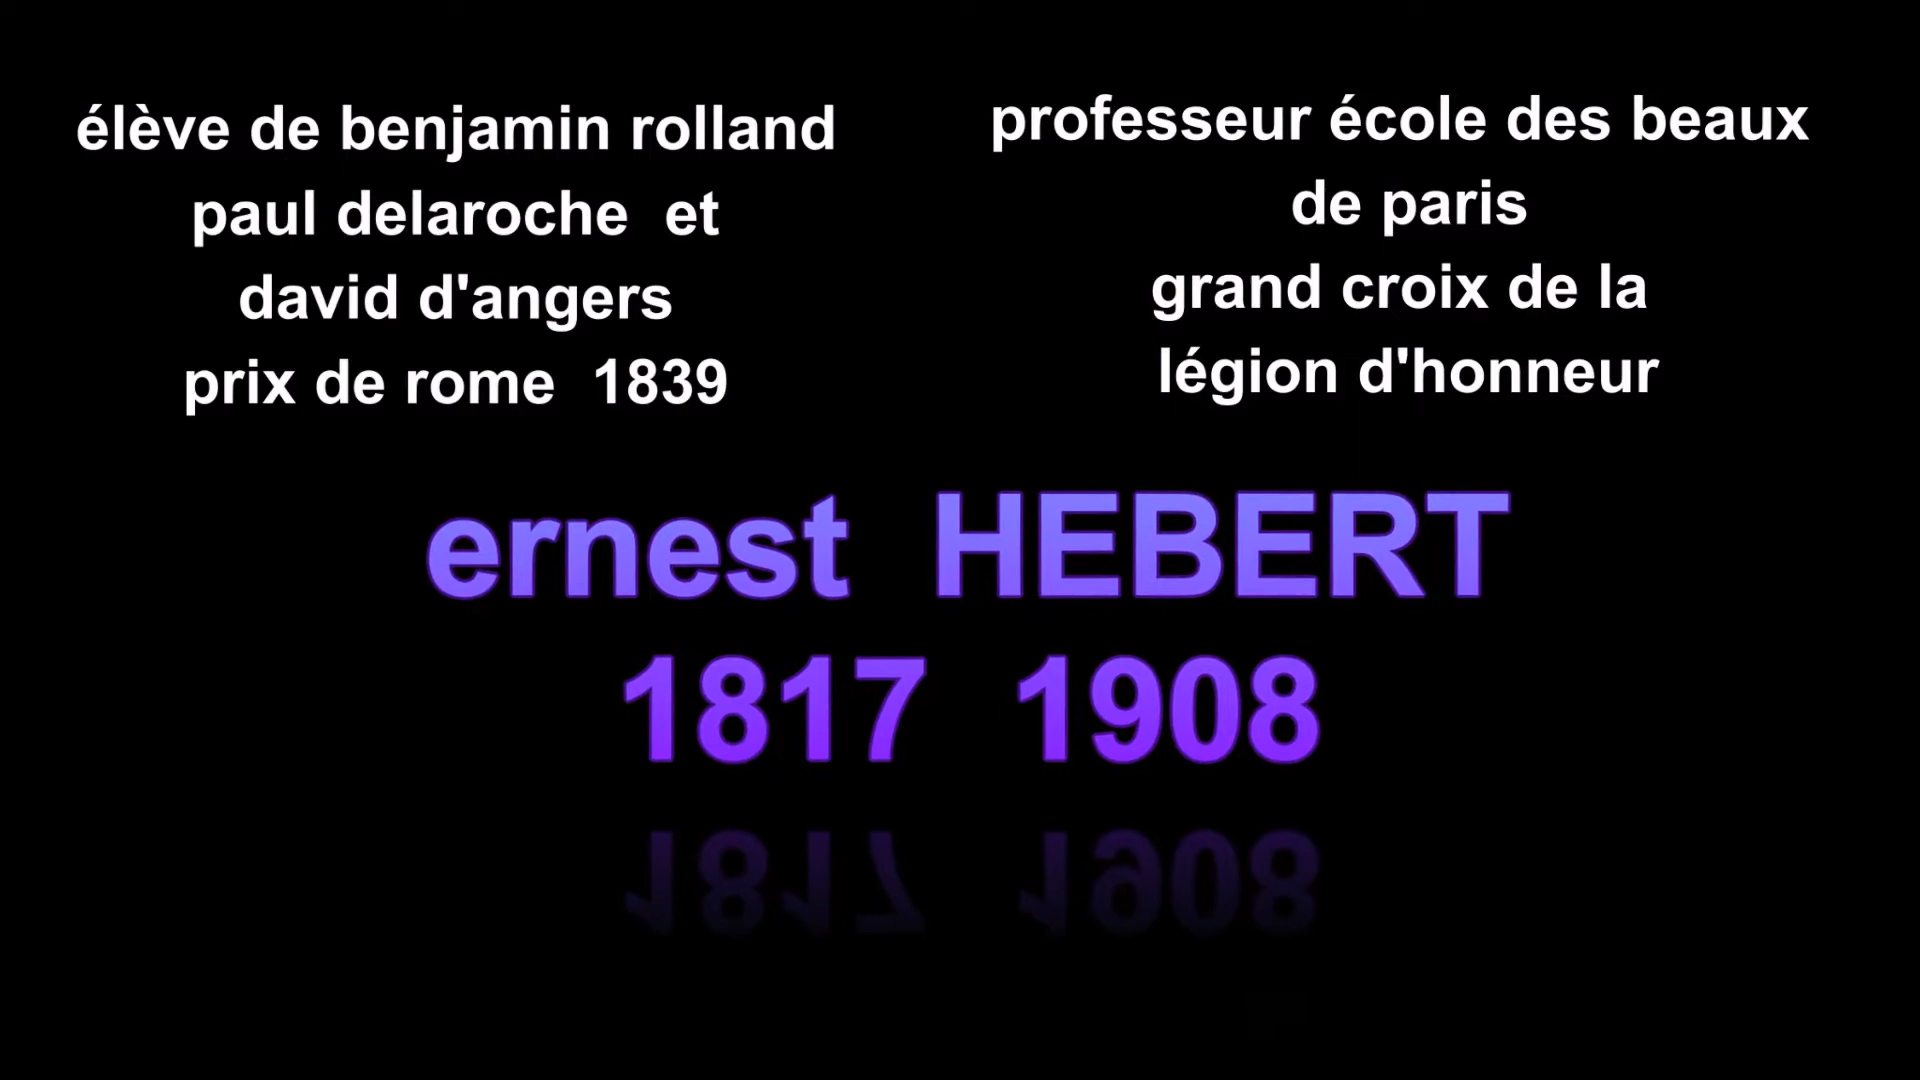 élève de benjamin rolland
paul delaroche et
david d'angers
prix de rome 1839
professeur école des beaux
de paris
grand croix de la
légion d'honneur
ernest HEBERT
1817 1908